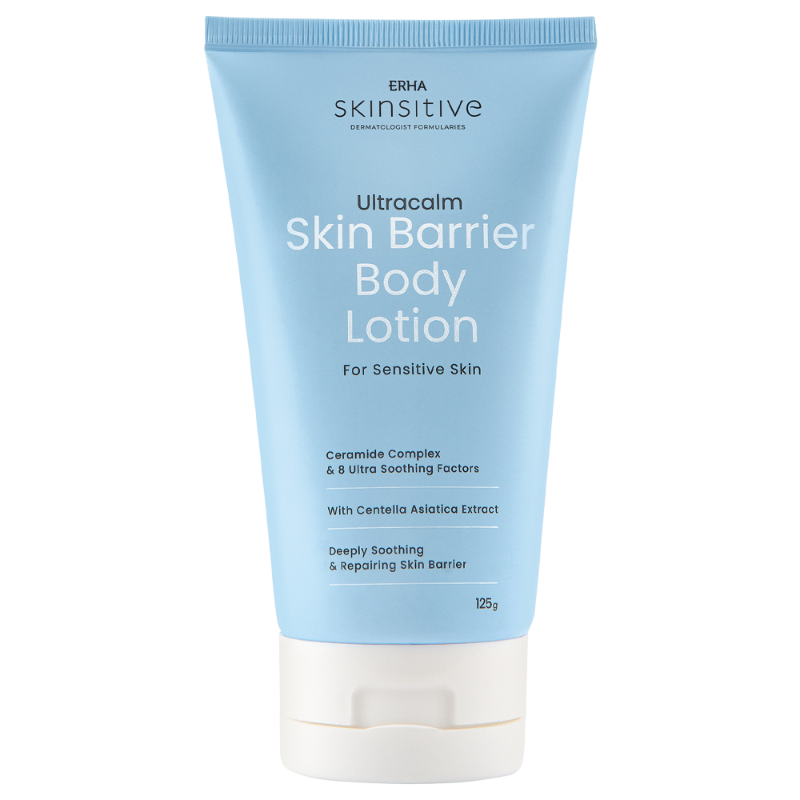 ERHA
SKINSITIVE
DERMATOLOGIST FORMULARIES
Ultracalm
Skin Barrier
Body
Lotion
For Sensitive Skin
Ceramide Complex
& 8 Ultra Soothing Factors
With Centella Asiatica Extract
Deeply Soothing
& Repairing Skin Barrier
125g